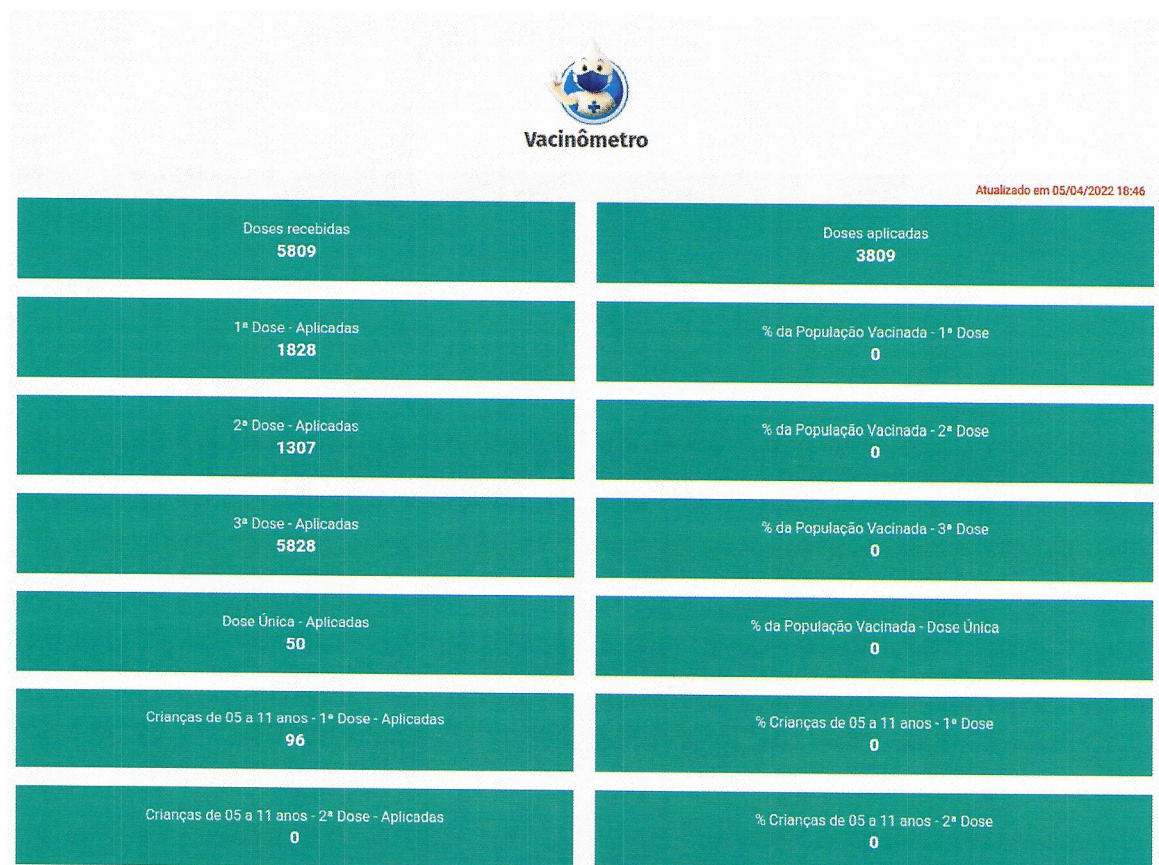 Vacinômetro
Atualizado em 05/04/2022 18:46
Doses recebidas
5809
Doses aplicadas
3809
1ª Dose - Aplicadas
1828
% da População Vacinada - 1ª Dose
0
2ª Dose - Aplicadas
1307
% da População Vacinada - 2ª Dose
0
3ª Dose - Aplicadas
5828
% da População Vacinada - 3ª Dose
0
Dose Única - Aplicadas
50
% da População Vacinada - Dose Única
0
Crianças de 05 a 11 anos - 1ª Dose - Aplicadas
96
% Crianças de 05 a 11 anos - 1ª Dose
0
Crianças de 05 a 11 anos - 2ª Dose - Aplicadas
0
% Crianças de 05 a 11 anos - 2ª Dose
0